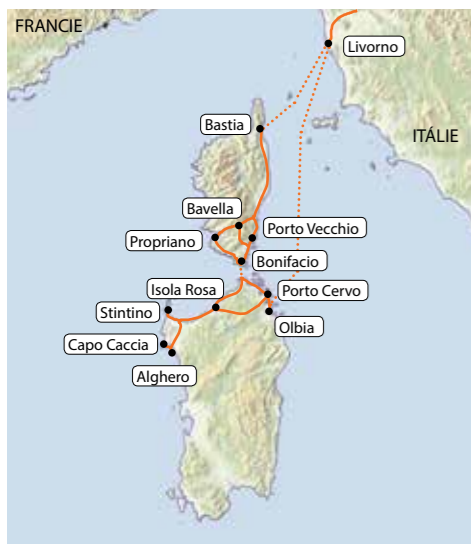 FRANCIE
Livorno
Bastia
ITÁLIE
Bavella
Porto Vecchio
Propriano
Bonifacio
Isola Rosa
Porto Cervo
Stintino
Olbia
Capo Caccia
Alghero